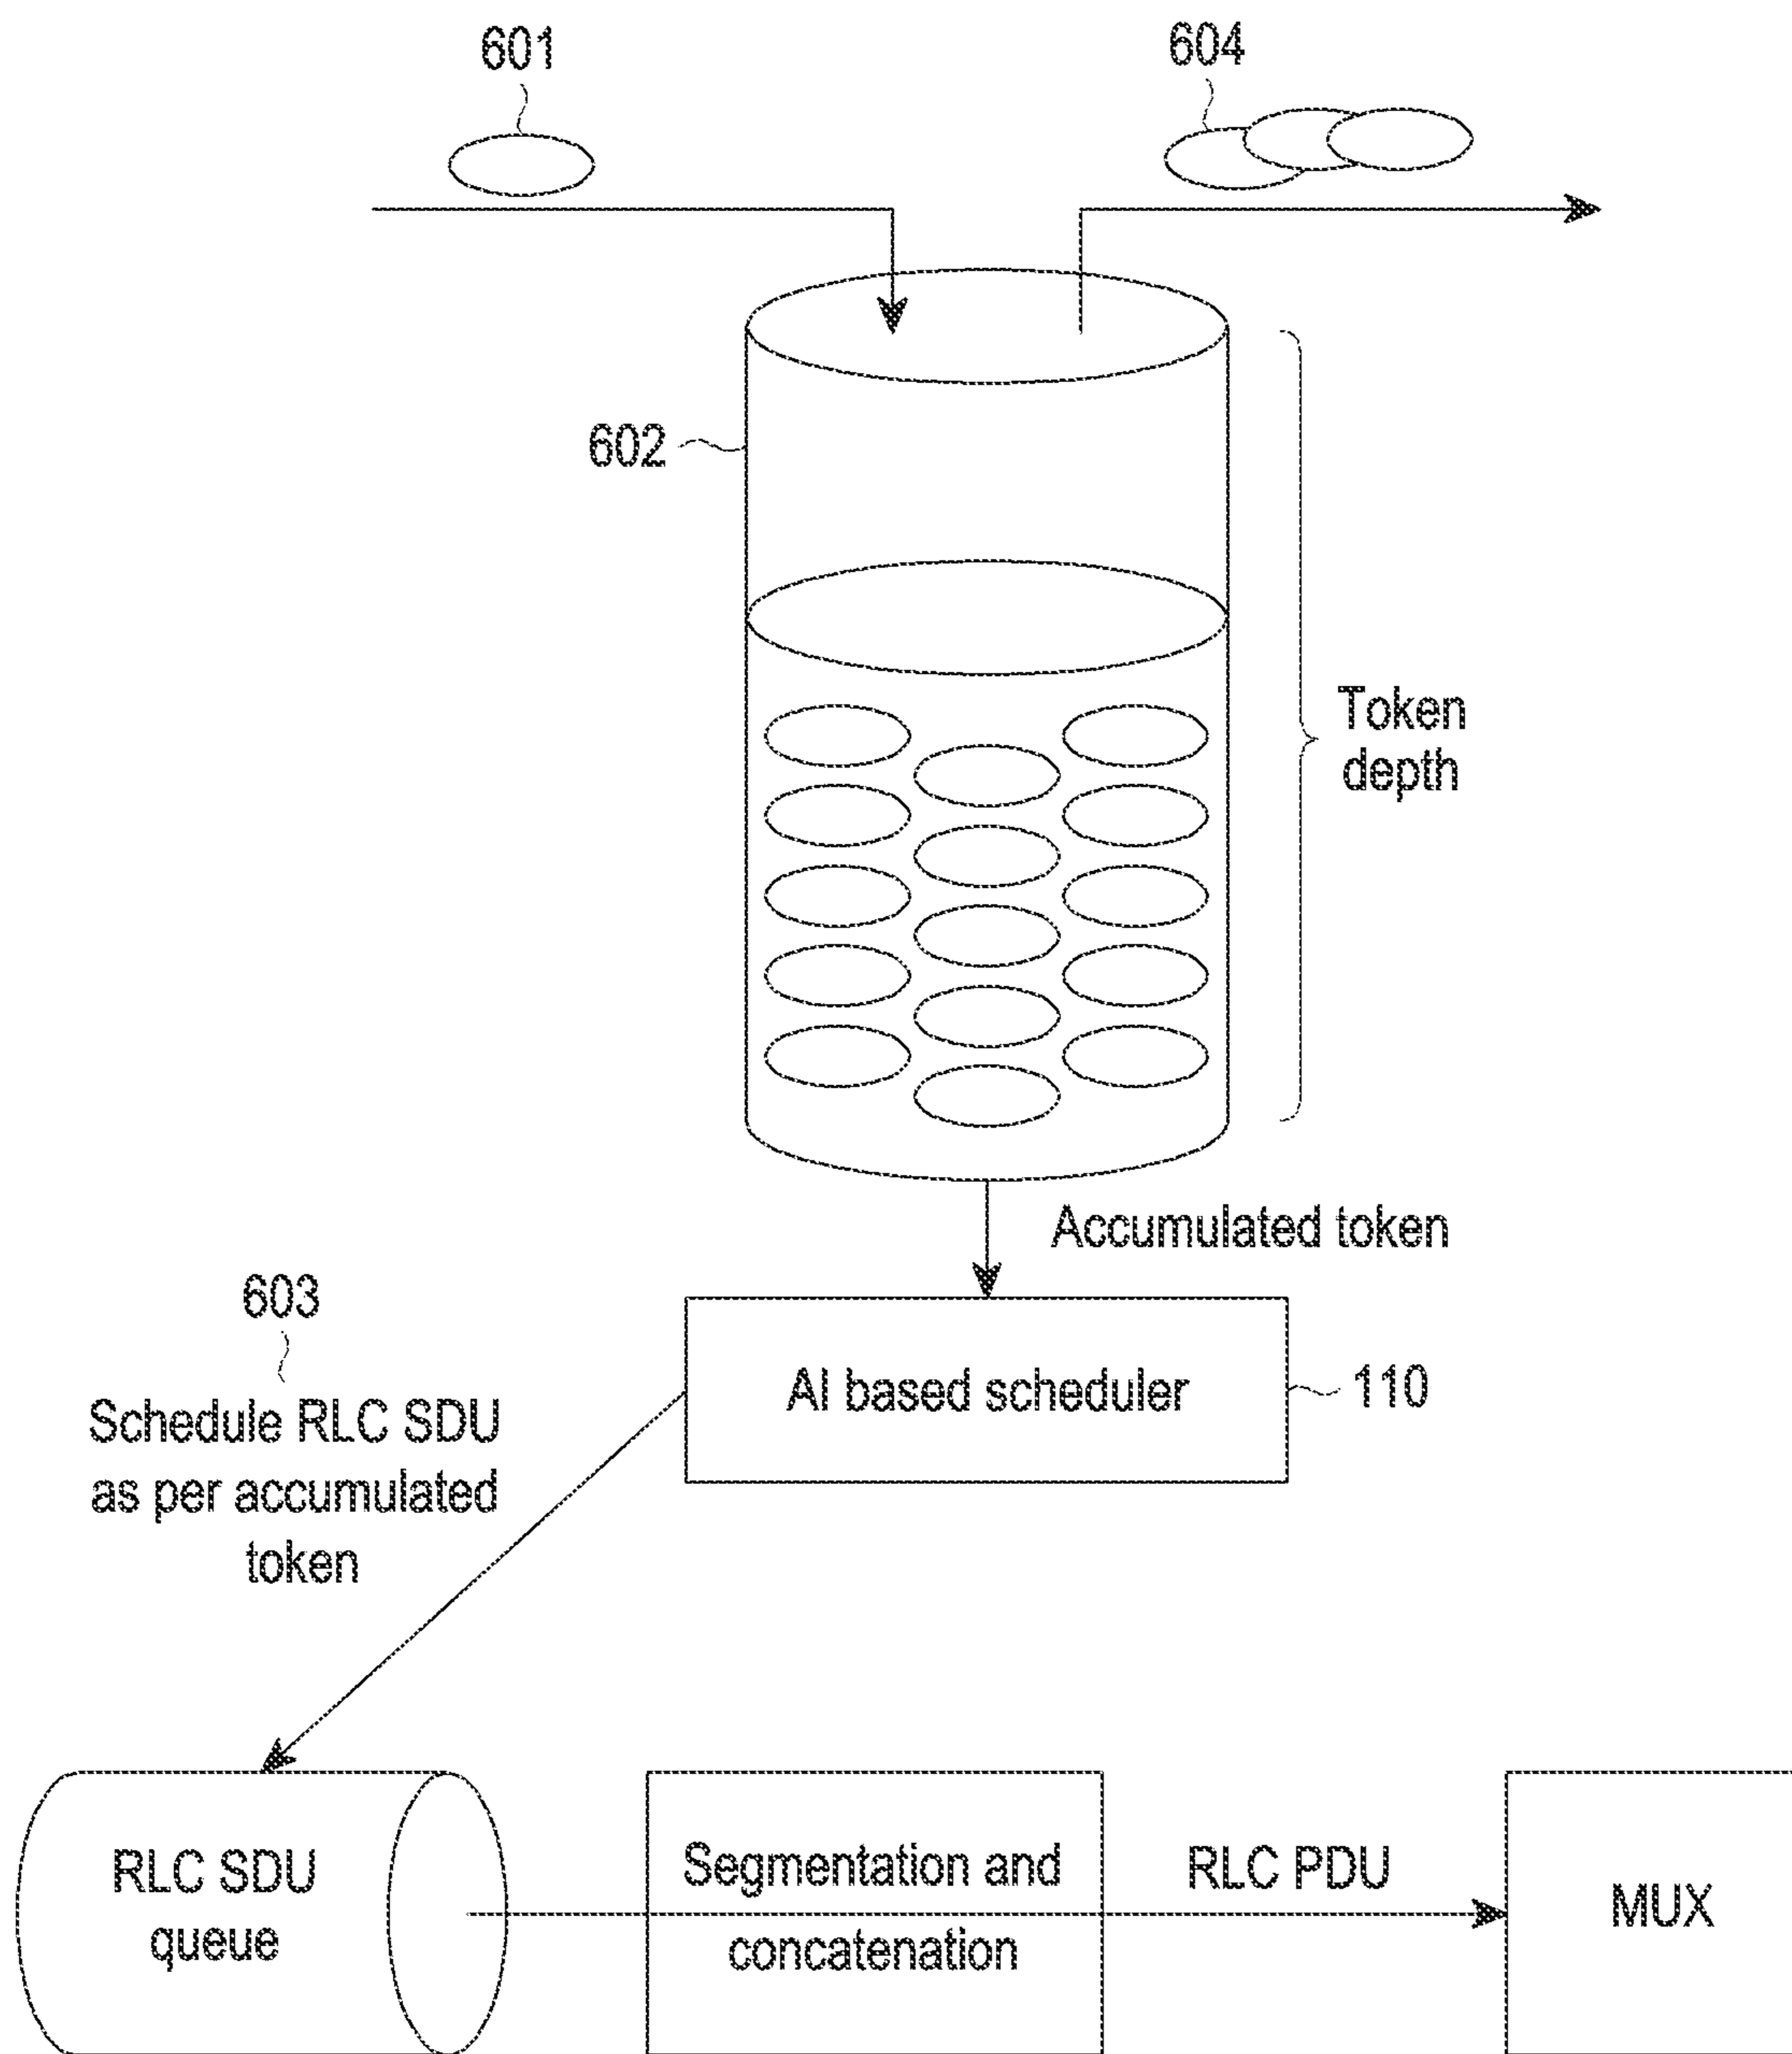 601
604
602
Token
depth
Accumulated token
603
Schedule RLC SDU
as per accumulated
token
AI based scheduler
110
RLC SDU
queue
Segmentation and
concatenation
RLC PDU
MUX